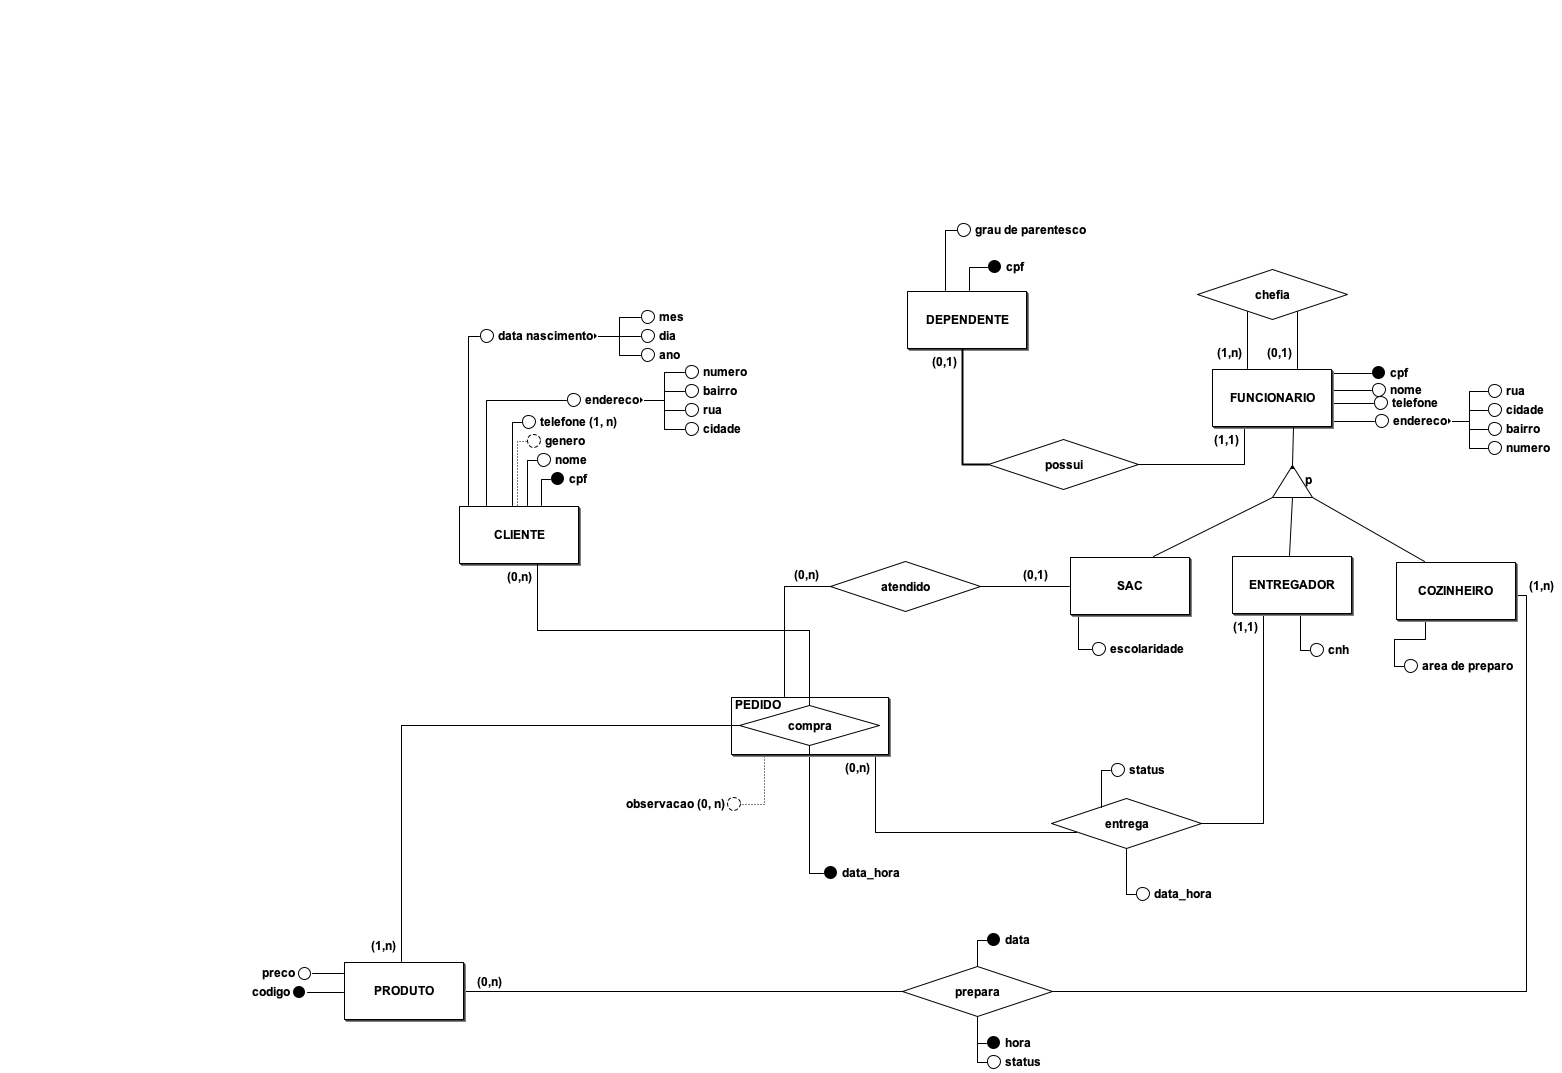 grau de parentesco
cpf
DEPENDENTE
(0,1)
chefia
(1,n)
(0,1)
FUNCIONARIO
(1,1)
cpf
nome
telefone
endereco
rua
cidade
bairro
numero
possui
p
mes
data nascimento
dia
ano
numero
bairro
endereco
rua
cidade
telefone (1, n)
genero
nome
cpf
CLIENTE
(0,n)
(0,n)
atendido
(0,1)
SAC
escolaridade
ENTREGADOR
(1,1)
cnh
COZINHEIRO
(1,n)
area de preparo
PEDIDO
compra
(0,n)
observacao (0, n)
data_hora
status
entrega
data_hora
(1,n)
preco
codigo
PRODUTO
(0,n)
data
prepara
hora
status